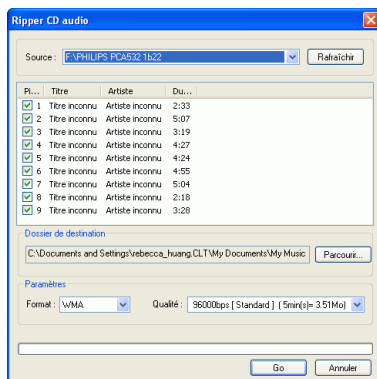 Ripper CD audio
Source : F:\PHILIPS PCA532 1b22 Rafraîchir
Pi... Titre Artiste Du...
1 Titre inconnu Artiste inconnu 2:33
2 Titre inconnu Artiste inconnu 5:07
3 Titre inconnu Artiste inconnu 3:19
4 Titre inconnu Artiste inconnu 4:27
5 Titre inconnu Artiste inconnu 4:24
6 Titre inconnu Artiste inconnu 4:55
7 Titre inconnu Artiste inconnu 5:04
8 Titre inconnu Artiste inconnu 2:18
9 Titre inconnu Artiste inconnu 3:28
Dossier de destination
C:\Documents and Settings\rebecca_huang.CLT\My Documents\My Music Parcourir...
Paramètres
Format : WMA Qualité : 96000bps [ Standard ] ( 5min(s)= 3.51Mo)
Go Annuler